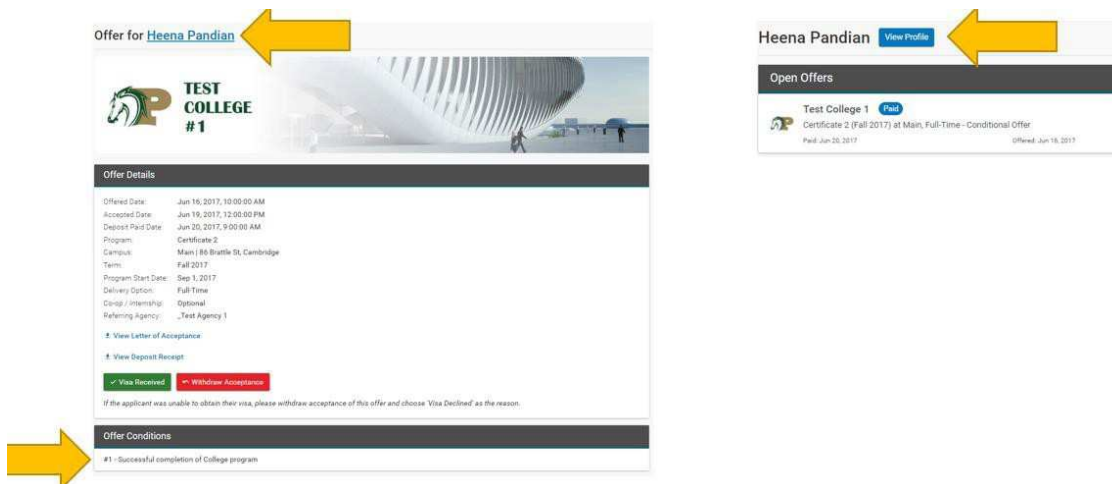 Offer for Heena Pandian
P TEST
COLLEGE
#1
Offer Details
Offered Date: Jun 16, 2017, 10:00:00 AM
Accepted Date: Jun 19, 2017, 12:00:00 PM
Deposit Paid Date: Jun 20, 2017, 9:00:00 AM
Program: Certificate 2
Campus: Main | 86 Brattle St, Cambridge
Term: Fall 2017
Program Start Date: Sep 1, 2017
Delivery Option: Full-Time
Co-op / Internship: Optional
Referring Agency: _Test Agency 1
View Letter of Acceptance
View Deposit Receipt
Visa Received Withdraw Acceptance
If the applicant was unable to obtain their visa, please withdraw acceptance of this offer and choose 'Visa Declined' as the reason.
Offer Conditions
#1 - Successful completion of College program
Heena Pandian View Profile
Open Offers
Test College 1 Paid
P Certificate 2 (Fall 2017) at Main, Full-Time - Conditional Offer
Paid: Jun 20, 2017 Offered: Jun 16, 2017